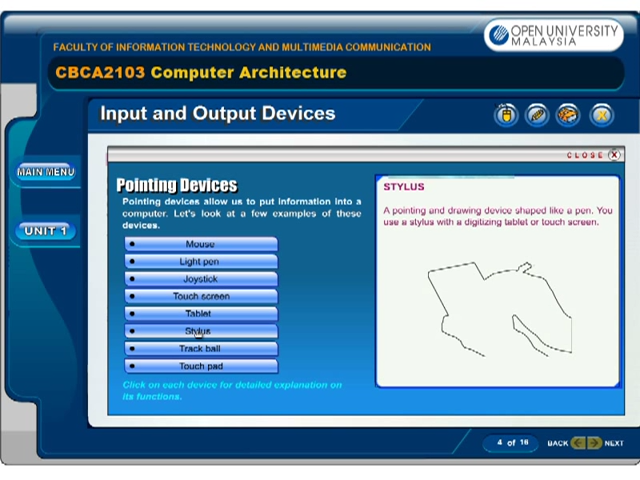 OPEN UNIVERSITY
MALAYSIA
FACULTY OF INFORMATION TECHNOLOGY AND MULTIMEDIA COMMUNICATION
CBCA2103 Computer Architecture
Input and Output Devices
MAIN MENU
UNIT 1
CLOSE X
Pointing Devices
Pointing devices allow us to put information into a
computer. Let's look at a few examples of these
devices.
Mouse
Light pen
Joystick
Touch screen
Tablet
Stylus
Track ball
Touch pad
Click on each device for detailed explanation on
its functions.
STYLUS
A pointing and drawing device shaped like a pen. You
use a stylus with a digitizing tablet or touch screen.
4 of 16 BACK NEXT